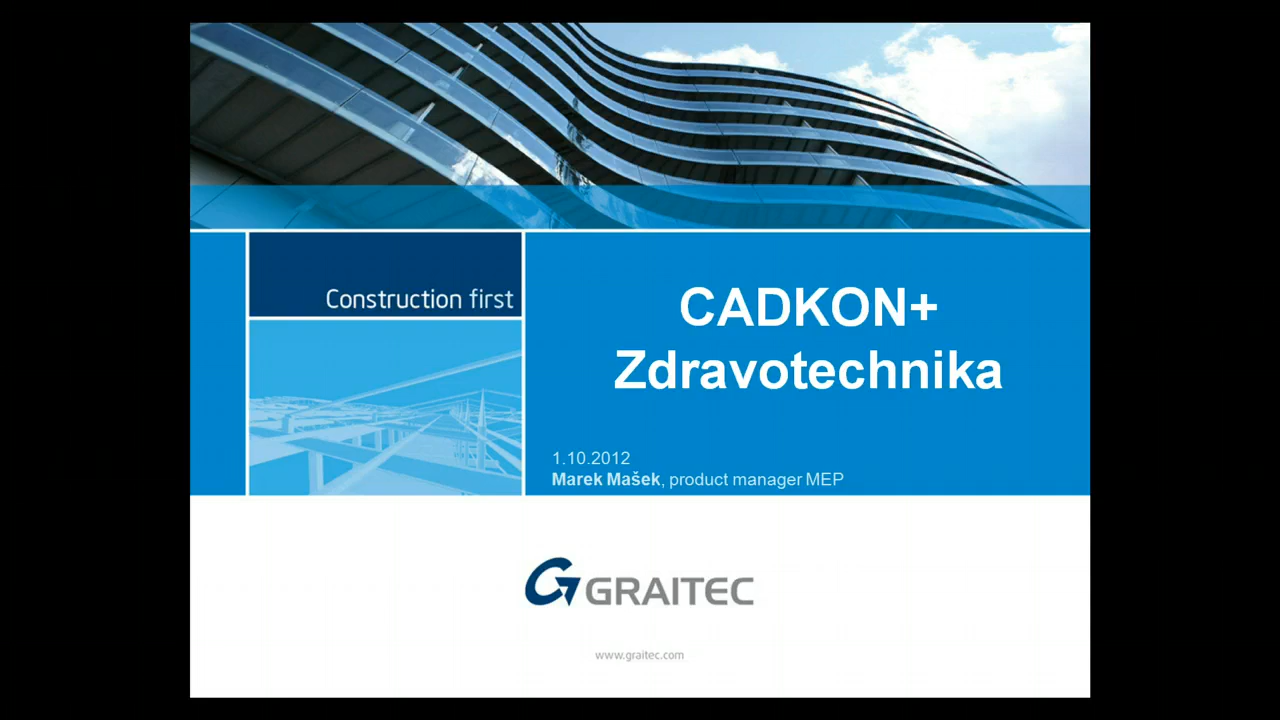 Construction first
CADKON+
Zdravotechnika
1.10.2012
Marek Mašek, product manager MEP
GRAITEC
www.graitec.com